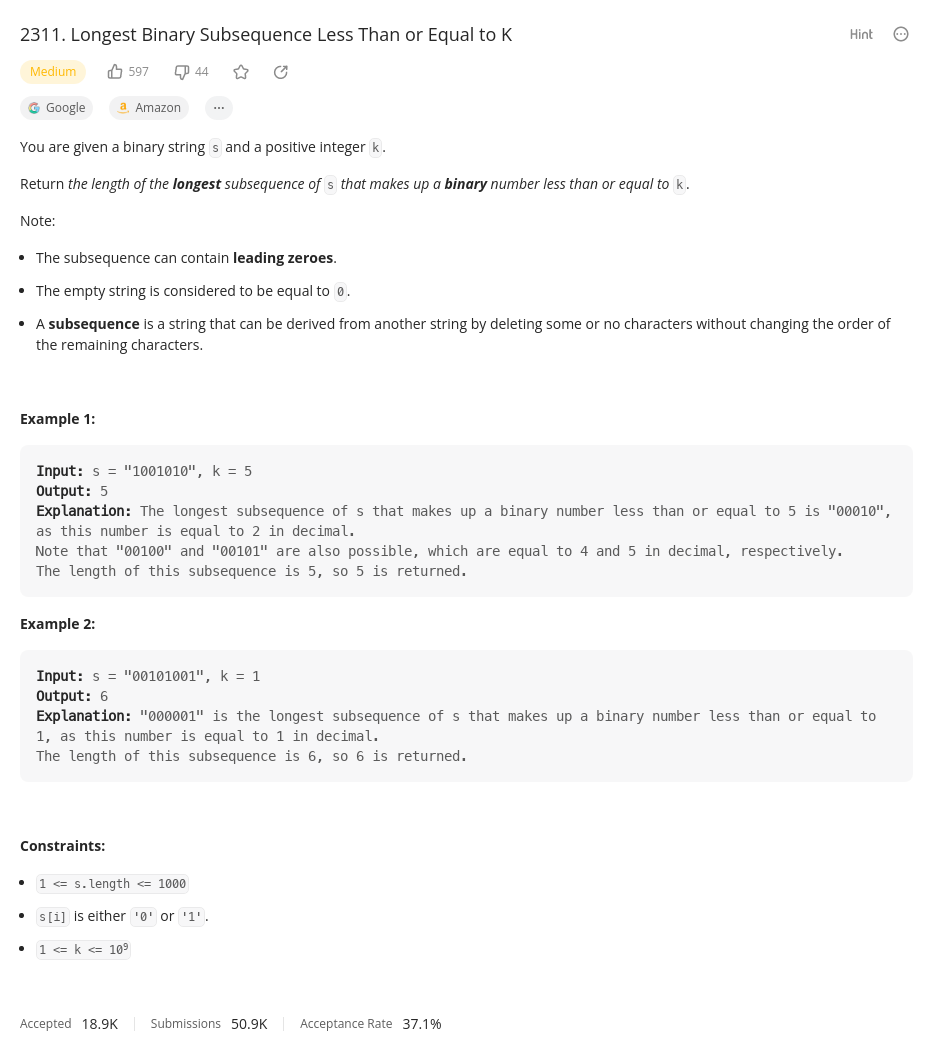 2311. Longest Binary Subsequence Less Than or Equal to K
Hint
Medium
597
44
Google
Amazon
You are given a binary string s and a positive integer k.
Return the length of the longest subsequence of s that makes up a binary number less than or equal to k.
Note:
• The subsequence can contain leading zeroes.
• The empty string is considered to be equal to 0.
• A subsequence is a string that can be derived from another string by deleting some or no characters without changing the order of
the remaining characters.
Example 1:
Input: s = "1001010", k = 5
Output: 5
Explanation: The longest subsequence of s that makes up a binary number less than or equal to 5 is "00010",
as this number is equal to 2 in decimal.
Note that "00100" and "00101" are also possible, which are equal to 4 and 5 in decimal, respectively.
The length of this subsequence is 5, so 5 is returned.
Example 2:
Input: s = "00101001", k = 1
Output: 6
Explanation: "000001" is the longest subsequence of s that makes up a binary number less than or equal to
1, as this number is equal to 1 in decimal.
The length of this subsequence is 6, so 6 is returned.
Constraints:
• 1 <= s.length <= 1000
• s[i] is either '0' or '1'.
• 1 <= k <= 10⁹
Accepted 18.9K Submissions 50.9K Acceptance Rate 37.1%